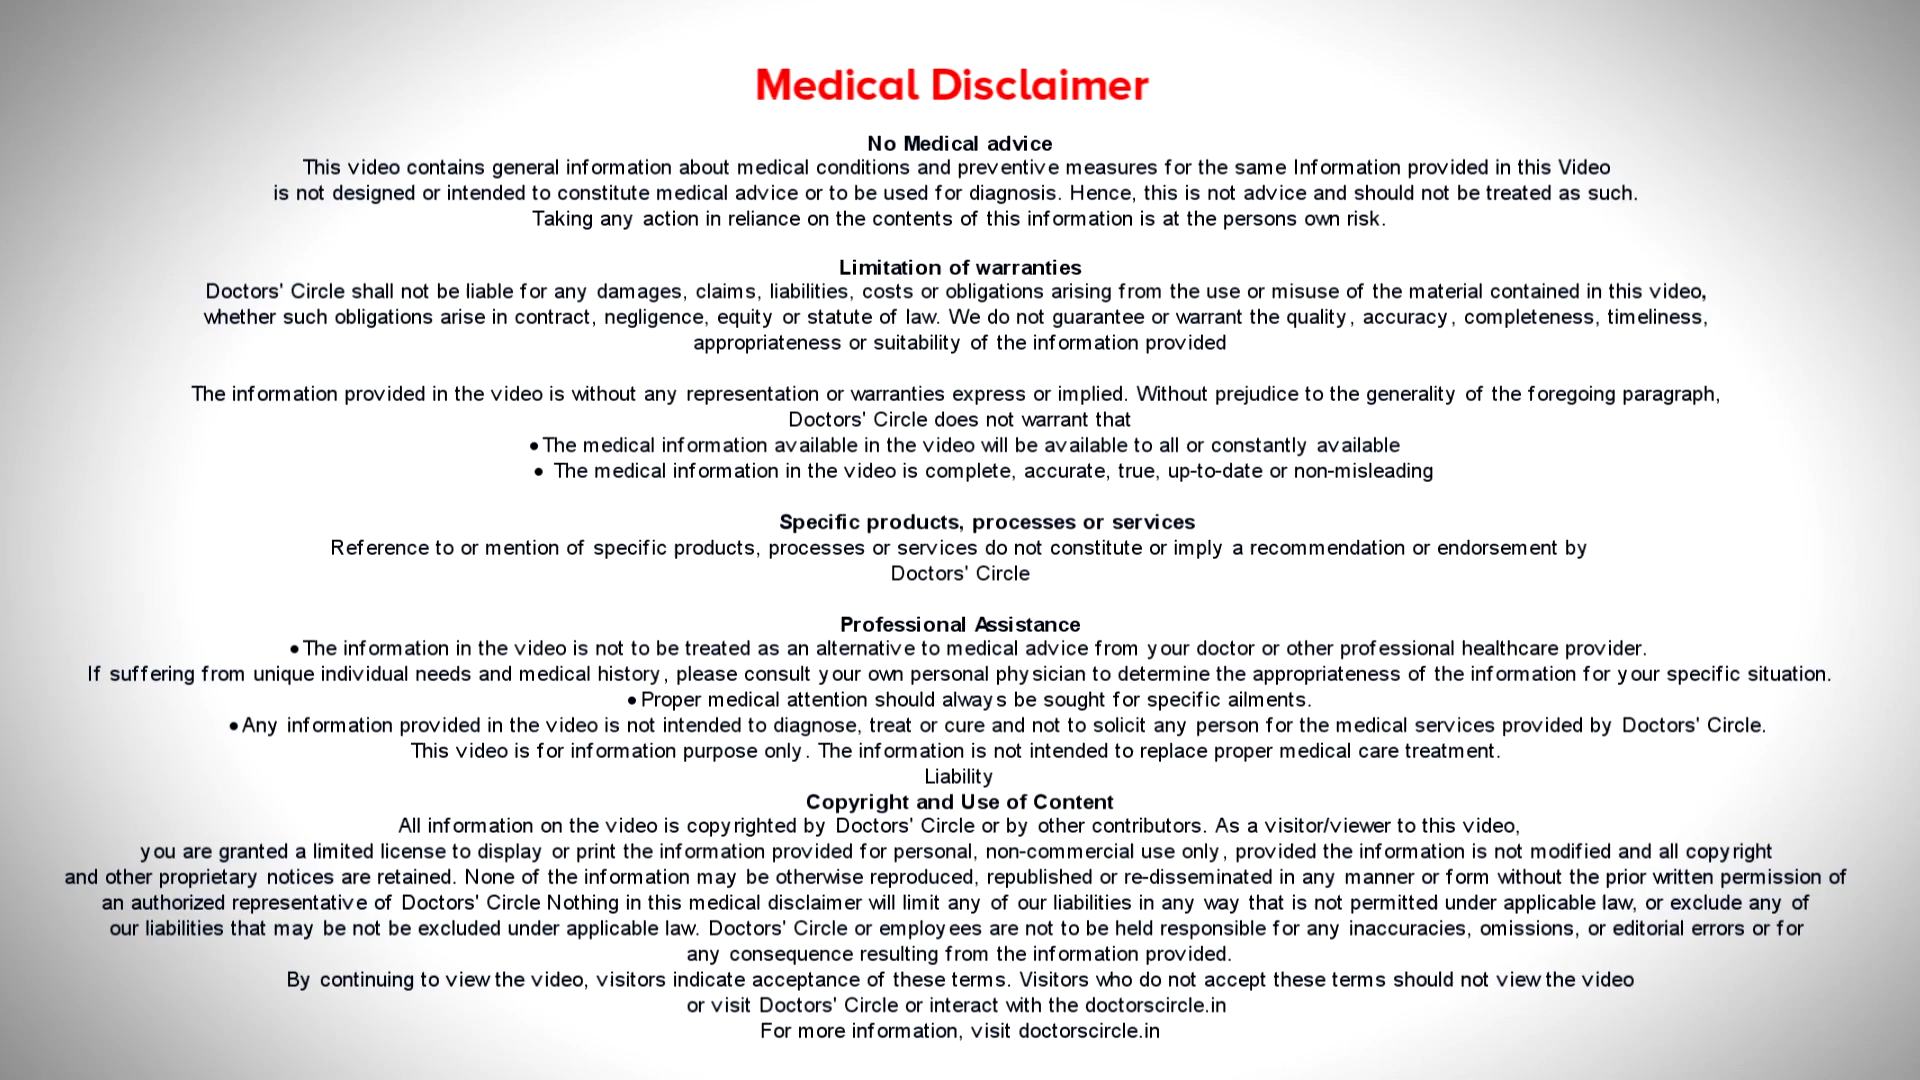 Medical Disclaimer
No Medical advice
This video contains general information about medical conditions and preventive measures for the same Information provided in this Video
is not designed or intended to constitute medical advice or to be used for diagnosis. Hence, this is not advice and should not be treated as such.
Taking any action in reliance on the contents of this information is at the persons own risk.
Limitation of warranties
Doctors' Circle shall not be liable for any damages, claims, liabilities, costs or obligations arising from the use or misuse of the material contained in this video,
whether such obligations arise in contract, negligence, equity or statute of law. We do not guarantee or warrant the quality, accuracy, completeness, timeliness,
appropriateness or suitability of the information provided
The information provided in the video is without any representation or warranties express or implied. Without prejudice to the generality of the foregoing paragraph,
Doctors' Circle does not warrant that
• The medical information available in the video will be available to all or constantly available
• The medical information in the video is complete, accurate, true, up-to-date or non-misleading
Specific products, processes or services
Reference to or mention of specific products, processes or services do not constitute or imply a recommendation or endorsement by
Doctors' Circle
Professional Assistance
• The information in the video is not to be treated as an alternative to medical advice from your doctor or other professional healthcare provider.
If suffering from unique individual needs and medical history, please consult your own personal physician to determine the appropriateness of the information for your specific situation.
• Proper medical attention should always be sought for specific ailments.
• Any information provided in the video is not intended to diagnose, treat or cure and not to solicit any person for the medical services provided by Doctors' Circle.
This video is for information purpose only. The information is not intended to replace proper medical care treatment.
Liability
Copyright and Use of Content
All information on the video is copyrighted by Doctors' Circle or by other contributors. As a visitor/viewer to this video,
you are granted a limited license to display or print the information provided for personal, non-commercial use only, provided the information is not modified and all copyright
and other proprietary notices are retained. None of the information may be otherwise reproduced, republished or re-disseminated in any manner or form without the prior written permission of
an authorized representative of Doctors' Circle Nothing in this medical disclaimer will limit any of our liabilities in any way that is not permitted under applicable law, or exclude any of
our liabilities that may be not be excluded under applicable law. Doctors' Circle or employees are not to be held responsible for any inaccuracies, omissions, or editorial errors or for
any consequence resulting from the information provided.
By continuing to view the video, visitors indicate acceptance of these terms. Visitors who do not accept these terms should not view the video
or visit Doctors' Circle or interact with the doctorscircle.in
For more information, visit doctorscircle.in